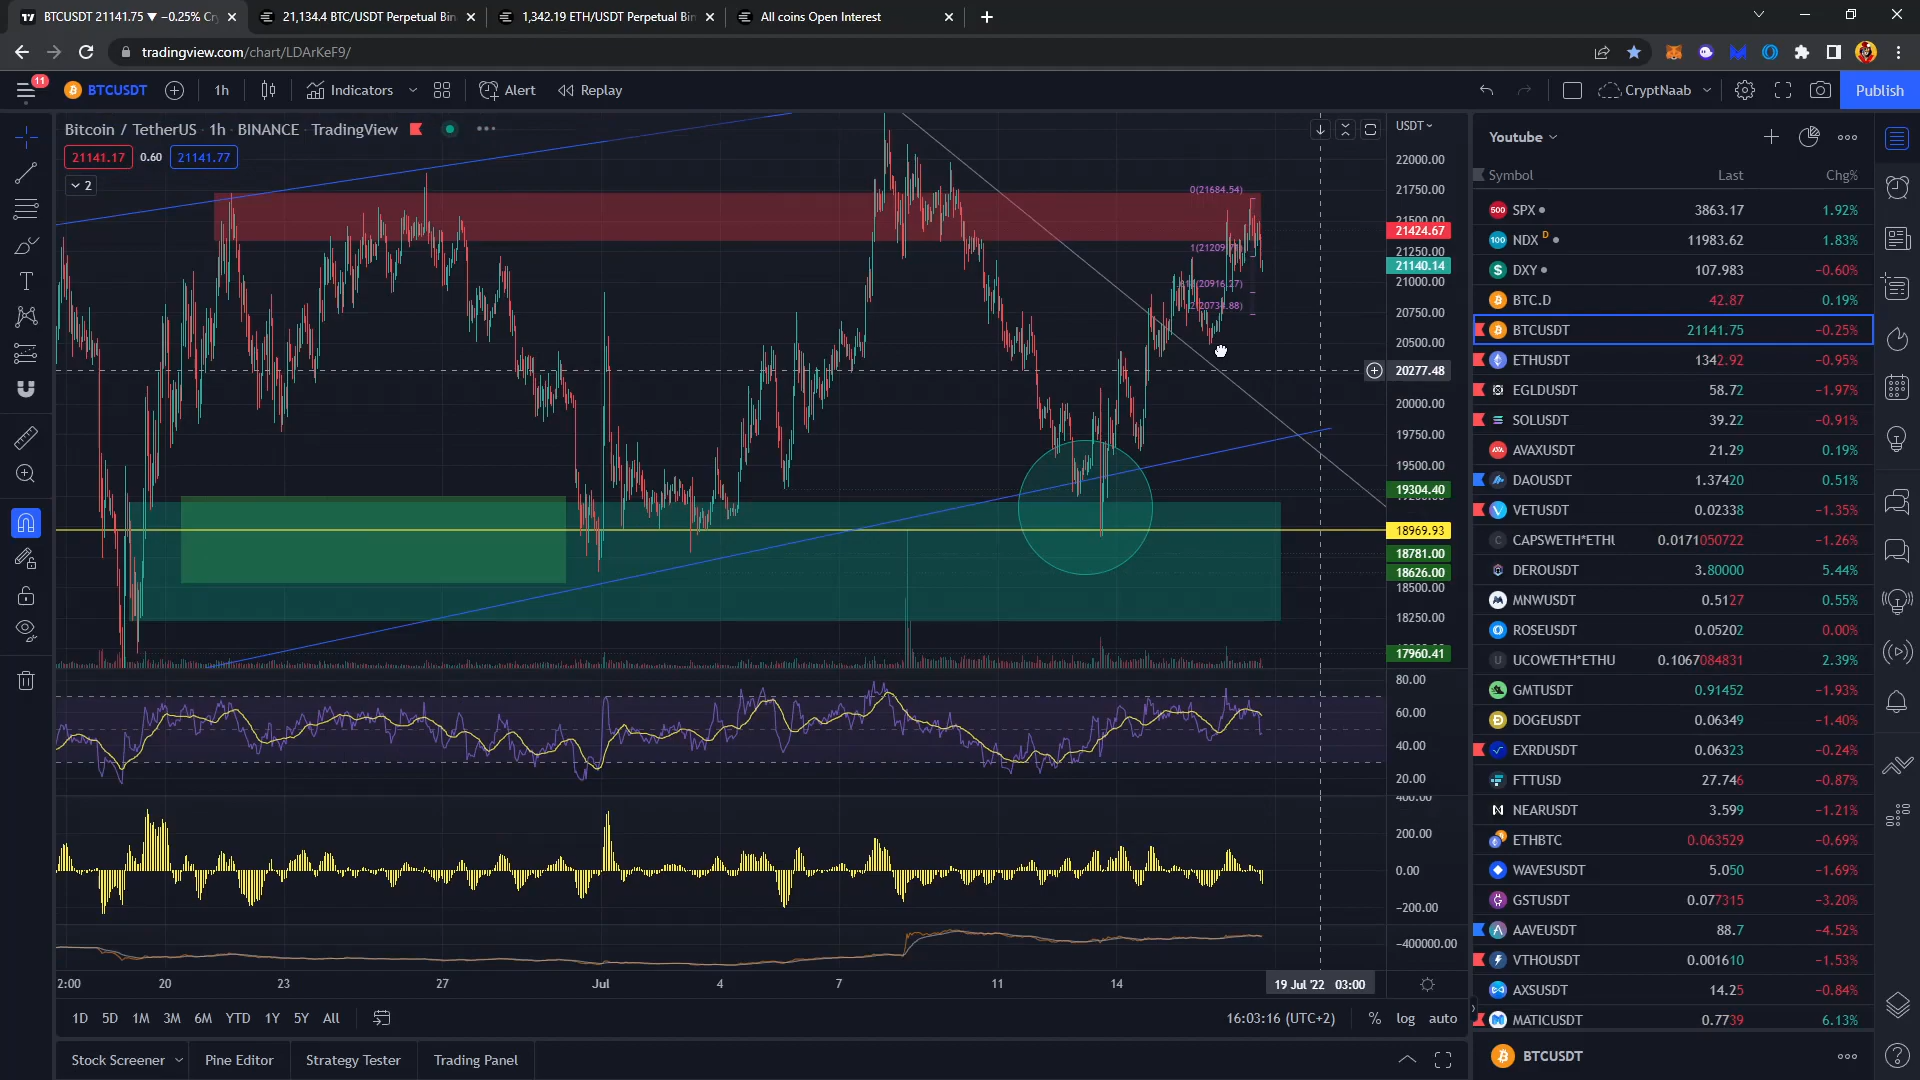 BTCUSDT 21141.75 ▼ −0.25%
21,134.4 BTC/USDT Perpetual Bin
1,342.19 ETH/USDT Perpetual Bin
All coins Open Interest
tradingview.com/chart/LDArKeF9/
11
BTCUSDT
1h
Indicators
Alert
Replay
CryptNaab
Publish
Bitcoin / TetherUS · 1h · BINANCE · TradingView
21141.17
0.60
21141.77
2
USDT
22000.00
21750.00
21500.00
21424.67
21250.00
21140.14
21000.00
20750.00
20500.00
20277.48
20000.00
19750.00
19500.00
19304.40
18969.93
18781.00
18626.00
18500.00
18250.00
17960.41
0(21684.54)
80.00
60.00
40.00
20.00
400.00
200.00
0.00
−200.00
−400000.00
2:00
20
23
27
Jul
4
7
11
14
19 Jul '22 03:00
1D 5D 1M 3M 6M YTD 1Y 5Y All
16:03:16 (UTC+2)
% log auto
Stock Screener
Pine Editor
Strategy Tester
Trading Panel
Youtube
Symbol Last Chg%
SPX 3863.17 1.92%
NDX D 11983.62 1.83%
DXY 107.983 −0.60%
BTC.D 42.87 0.19%
BTCUSDT 21141.75 −0.25%
ETHUSDT 1342.92 −0.95%
EGLDUSDT 58.72 −1.97%
SOLUSDT 39.22 −0.91%
AVAXUSDT 21.29 0.19%
DAOUSDT 1.37420 0.51%
VETUSDT 0.02338 −1.35%
CAPSWETH*ETHU 0.0171050722 −1.26%
DEROUSDT 3.80000 5.44%
MNWUSDT 0.5127 0.55%
ROSEUSDT 0.05202 0.00%
UCOWETH*ETHU 0.1067084831 2.39%
GMTUSDT 0.91452 −1.93%
DOGEUSDT 0.06349 −1.40%
EXRDUSDT 0.06323 −0.24%
FTTUSD 27.746 −0.87%
NEARUSDT 3.599 −1.21%
ETHBTC 0.063529 −0.69%
WAVESUSDT 5.050 −1.69%
GSTUSDT 0.077315 −3.20%
AAVEUSDT 88.7 −4.52%
VTHOUSDT 0.001610 −1.53%
AXSUSDT 14.25 −0.84%
MATICUSDT 0.7739 6.13%
BTCUSDT